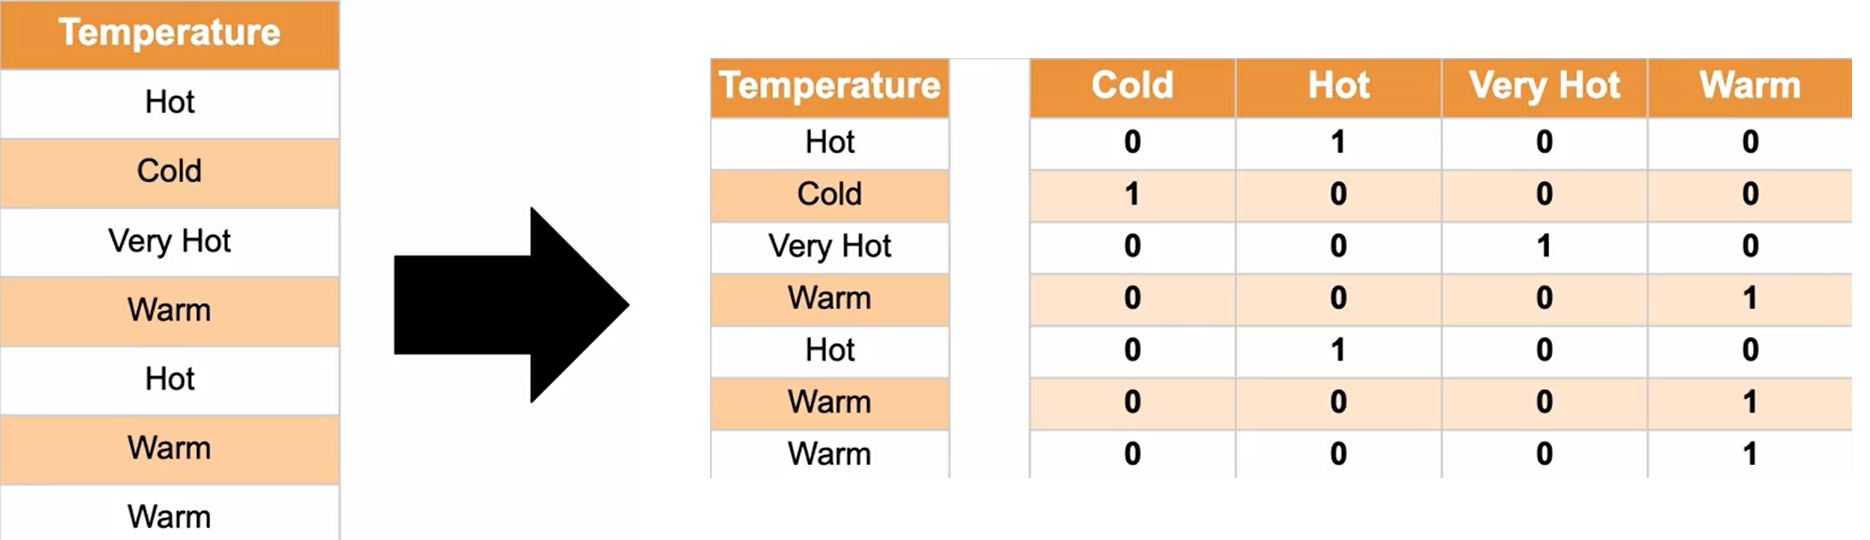 Temperature
Hot
Cold
Very Hot
Warm
Hot
Warm
Warm
Temperature Cold Hot Very Hot Warm
Hot 0 1 0 0
Cold 1 0 0 0
Very Hot 0 0 1 0
Warm 0 0 0 1
Hot 0 1 0 0
Warm 0 0 0 1
Warm 0 0 0 1